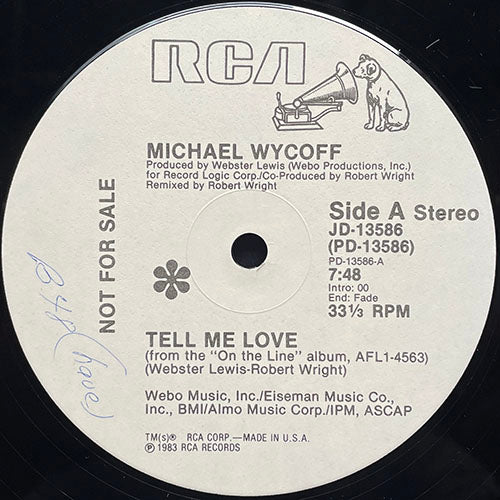 RCA
MICHAEL WYCOFF
Produced by Webster Lewis (Webo Productions, Inc.)
for Record Logic Corp./Co-Produced by Robert Wright
Remixed by Robert Wright
Side A Stereo
JD-13586
(PD-13586)
PD-13586-A
7:48
Intro: 00
End: Fade
33⅓ RPM
NOT FOR SALE
B48 (have)
TELL ME LOVE
(from the "On the Line" album, AFL1-4563)
(Webster Lewis-Robert Wright)
Webo Music, Inc./Eiseman Music Co.,
Inc., BMI/Almo Music Corp./IPM, ASCAP
TM(s)® RCA CORP.—MADE IN U.S.A.
℗ 1983 RCA RECORDS